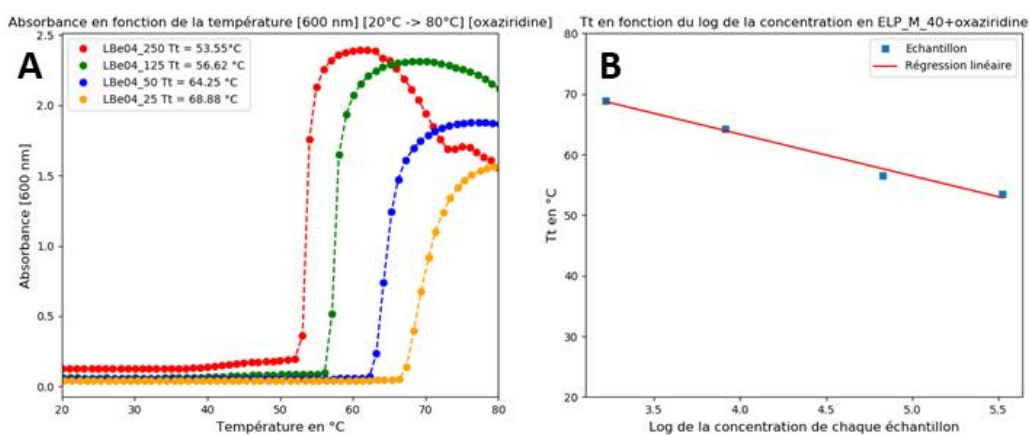 Absorbance en fonction de la température [600 nm] [20°C -> 80°C] [oxaziridine]
A
LBe04_250 Tt = 53.55°C
LBe04_125 Tt = 56.62 °C
LBe04_50 Tt = 64.25 °C
LBe04_25 Tt = 68.88 °C
Absorbance [600 nm]
2.5
2.0
1.5
1.0
0.5
0.0
20 30 40 50 60 70 80
Température en °C
Tt en fonction du log de la concentration en ELP_M_40+oxaziridine
B
Echantillon
Régression linéaire
Tt en °C
80
70
60
50
40
30
20
3.5 4.0 4.5 5.0 5.5
Log de la concentration de chaque échantillon